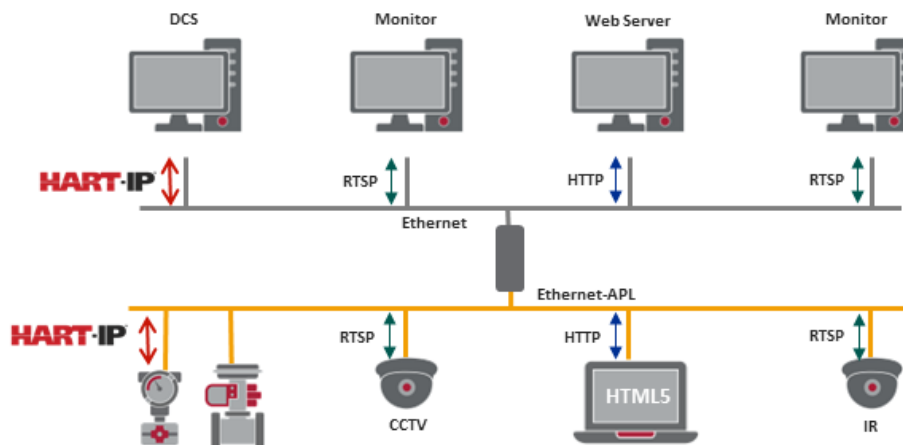 DCS
Monitor
Web Server
Monitor
HART·IP
RTSP
HTTP
RTSP
Ethernet
Ethernet-APL
HART·IP
RTSP
HTTP
RTSP
HTML5
CCTV
IR